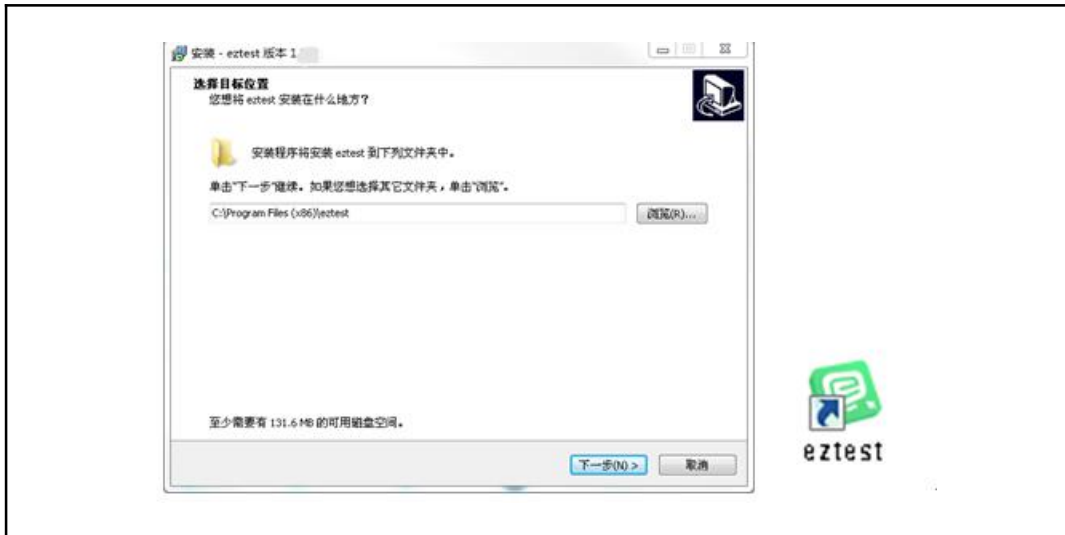 安装 - eztest 版本 1
选择目标位置
您想将 eztest 安装在什么地方?
安装程序将安装 eztest 到下列文件夹中。
单击"下一步"继续。如果您想选择其它文件夹，单击"浏览"。
C:\Program Files (x86)\eztest
浏览(R)...
至少需要有 131.6 MB 的可用磁盘空间。
下一步(N) >
取消
eztest